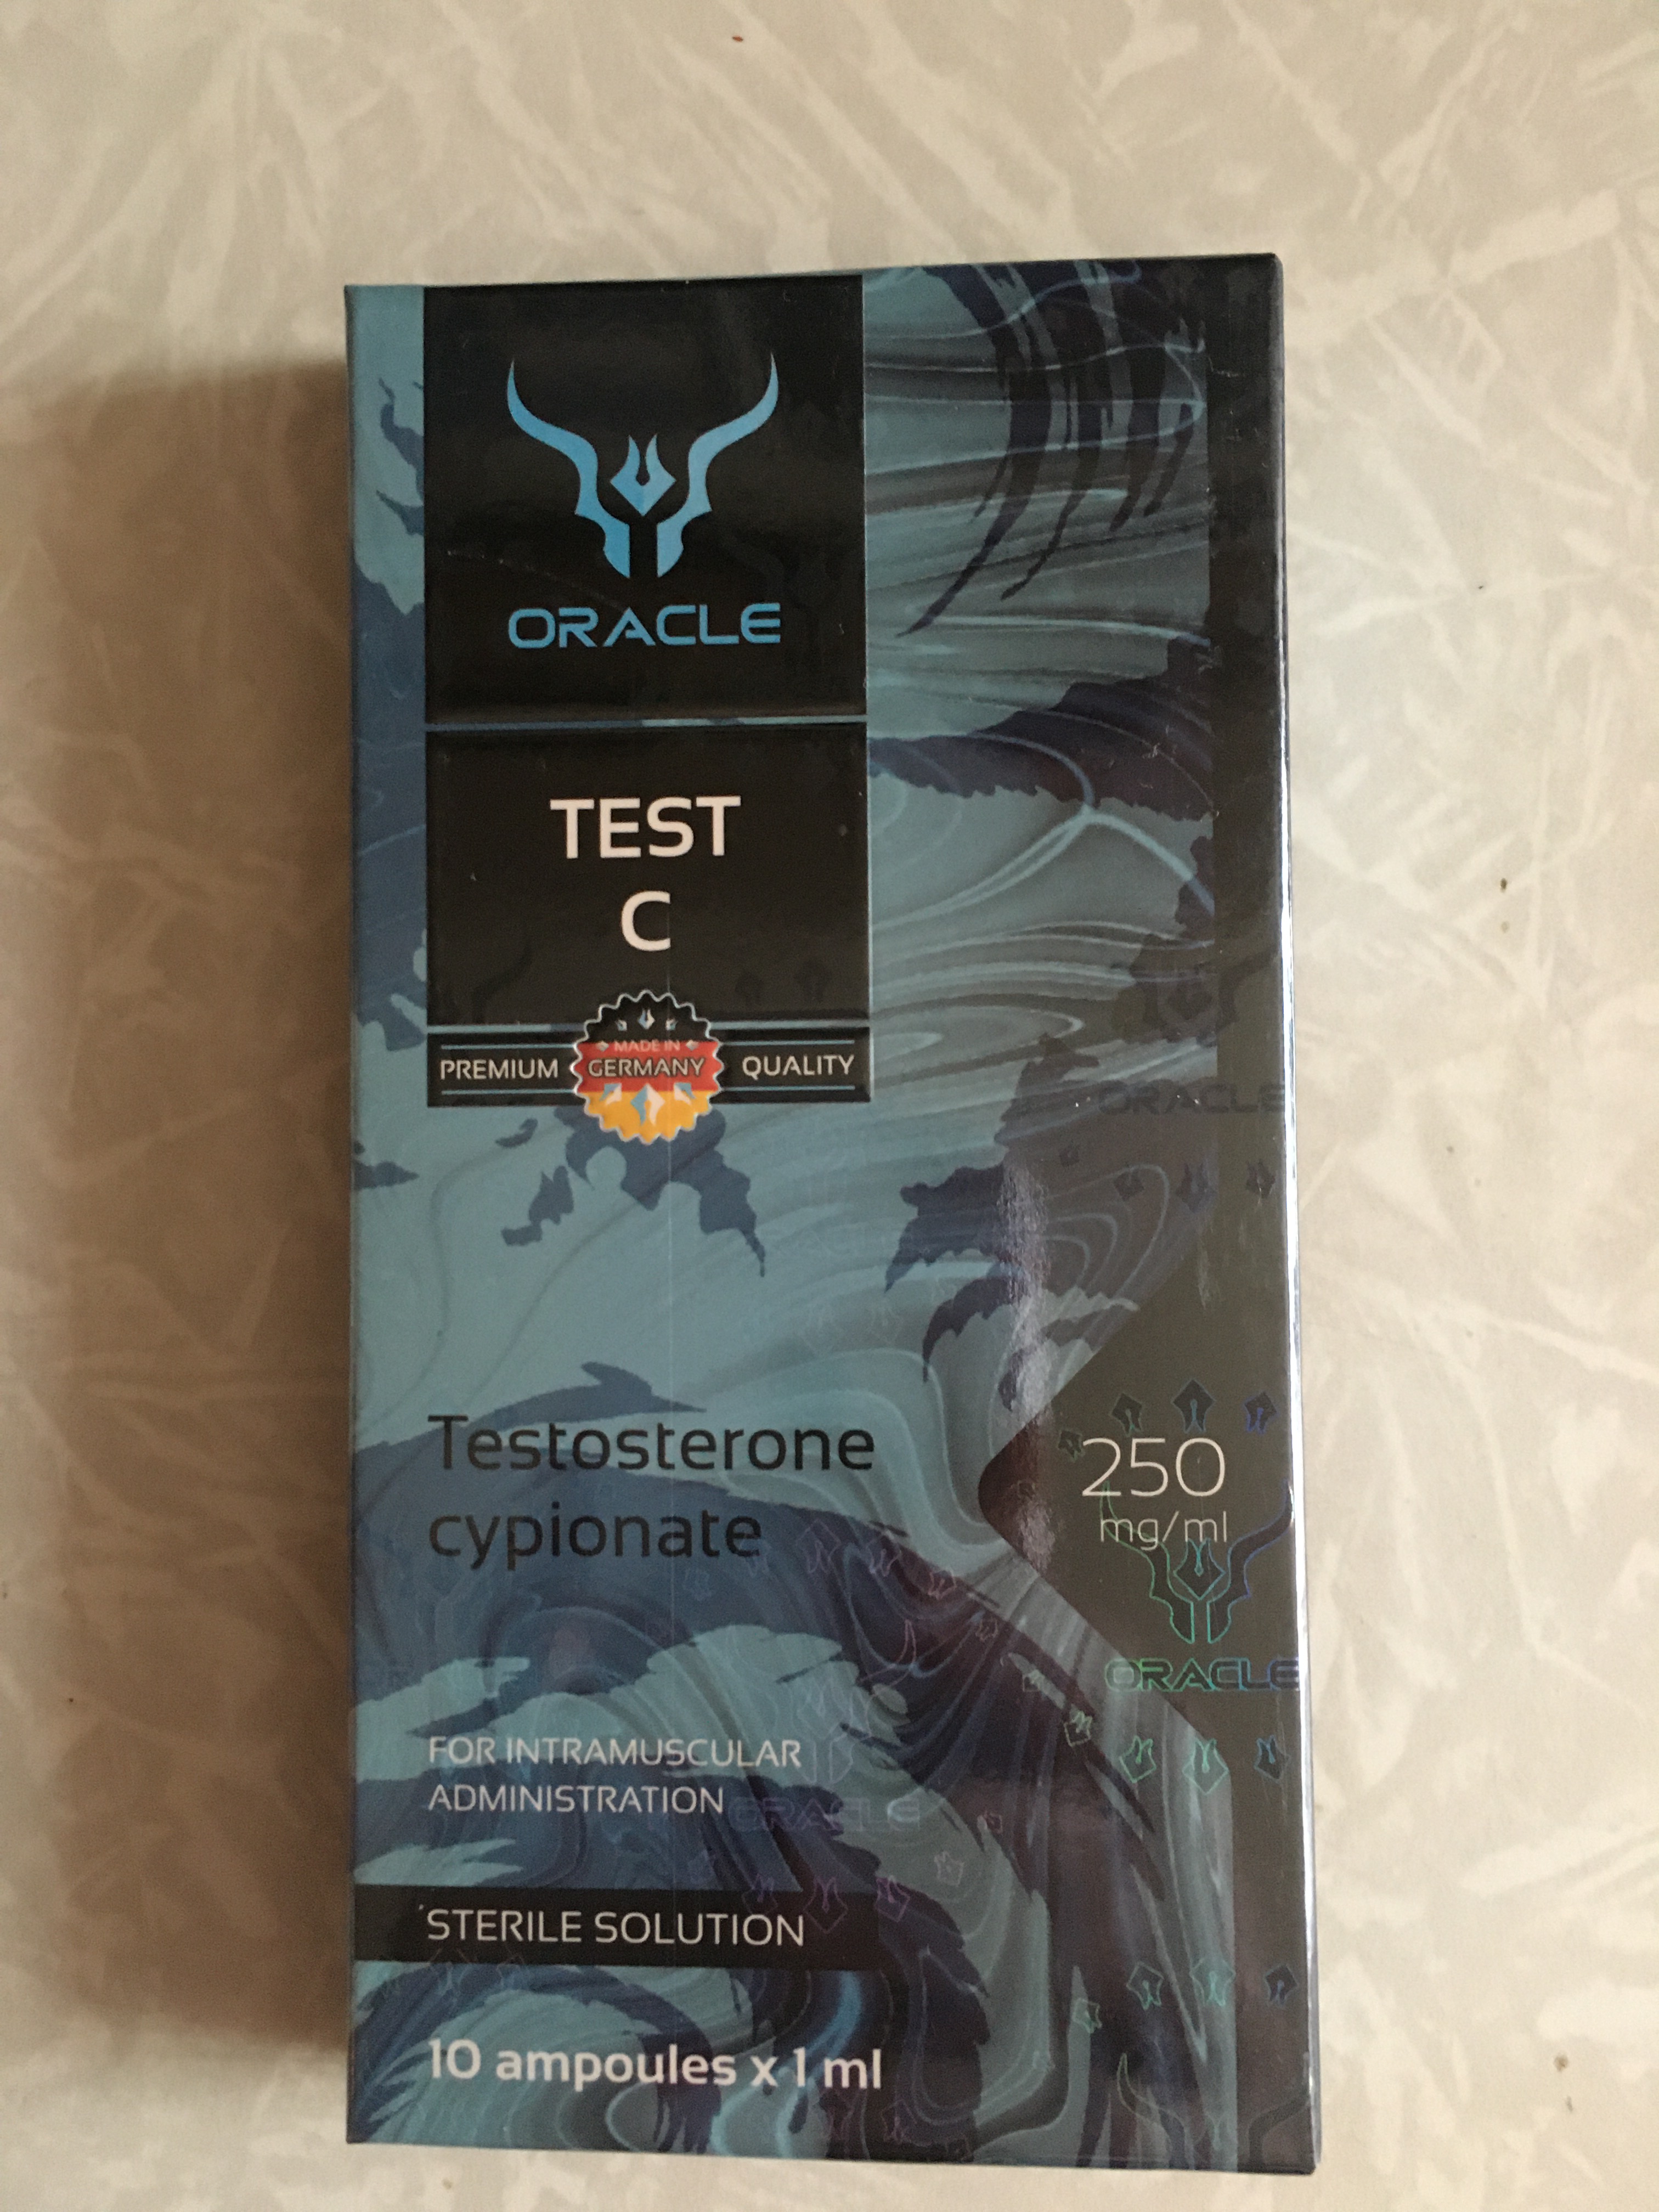 ORACLE
TEST
C
PREMIUM
MADE IN
GERMANY
QUALITY
ORACLE
Testosterone
cypionate
250
mg/ml
ORACLE
FOR INTRAMUSCULAR
ADMINISTRATION
ORACLE
STERILE SOLUTION
10 ampoules x 1 ml